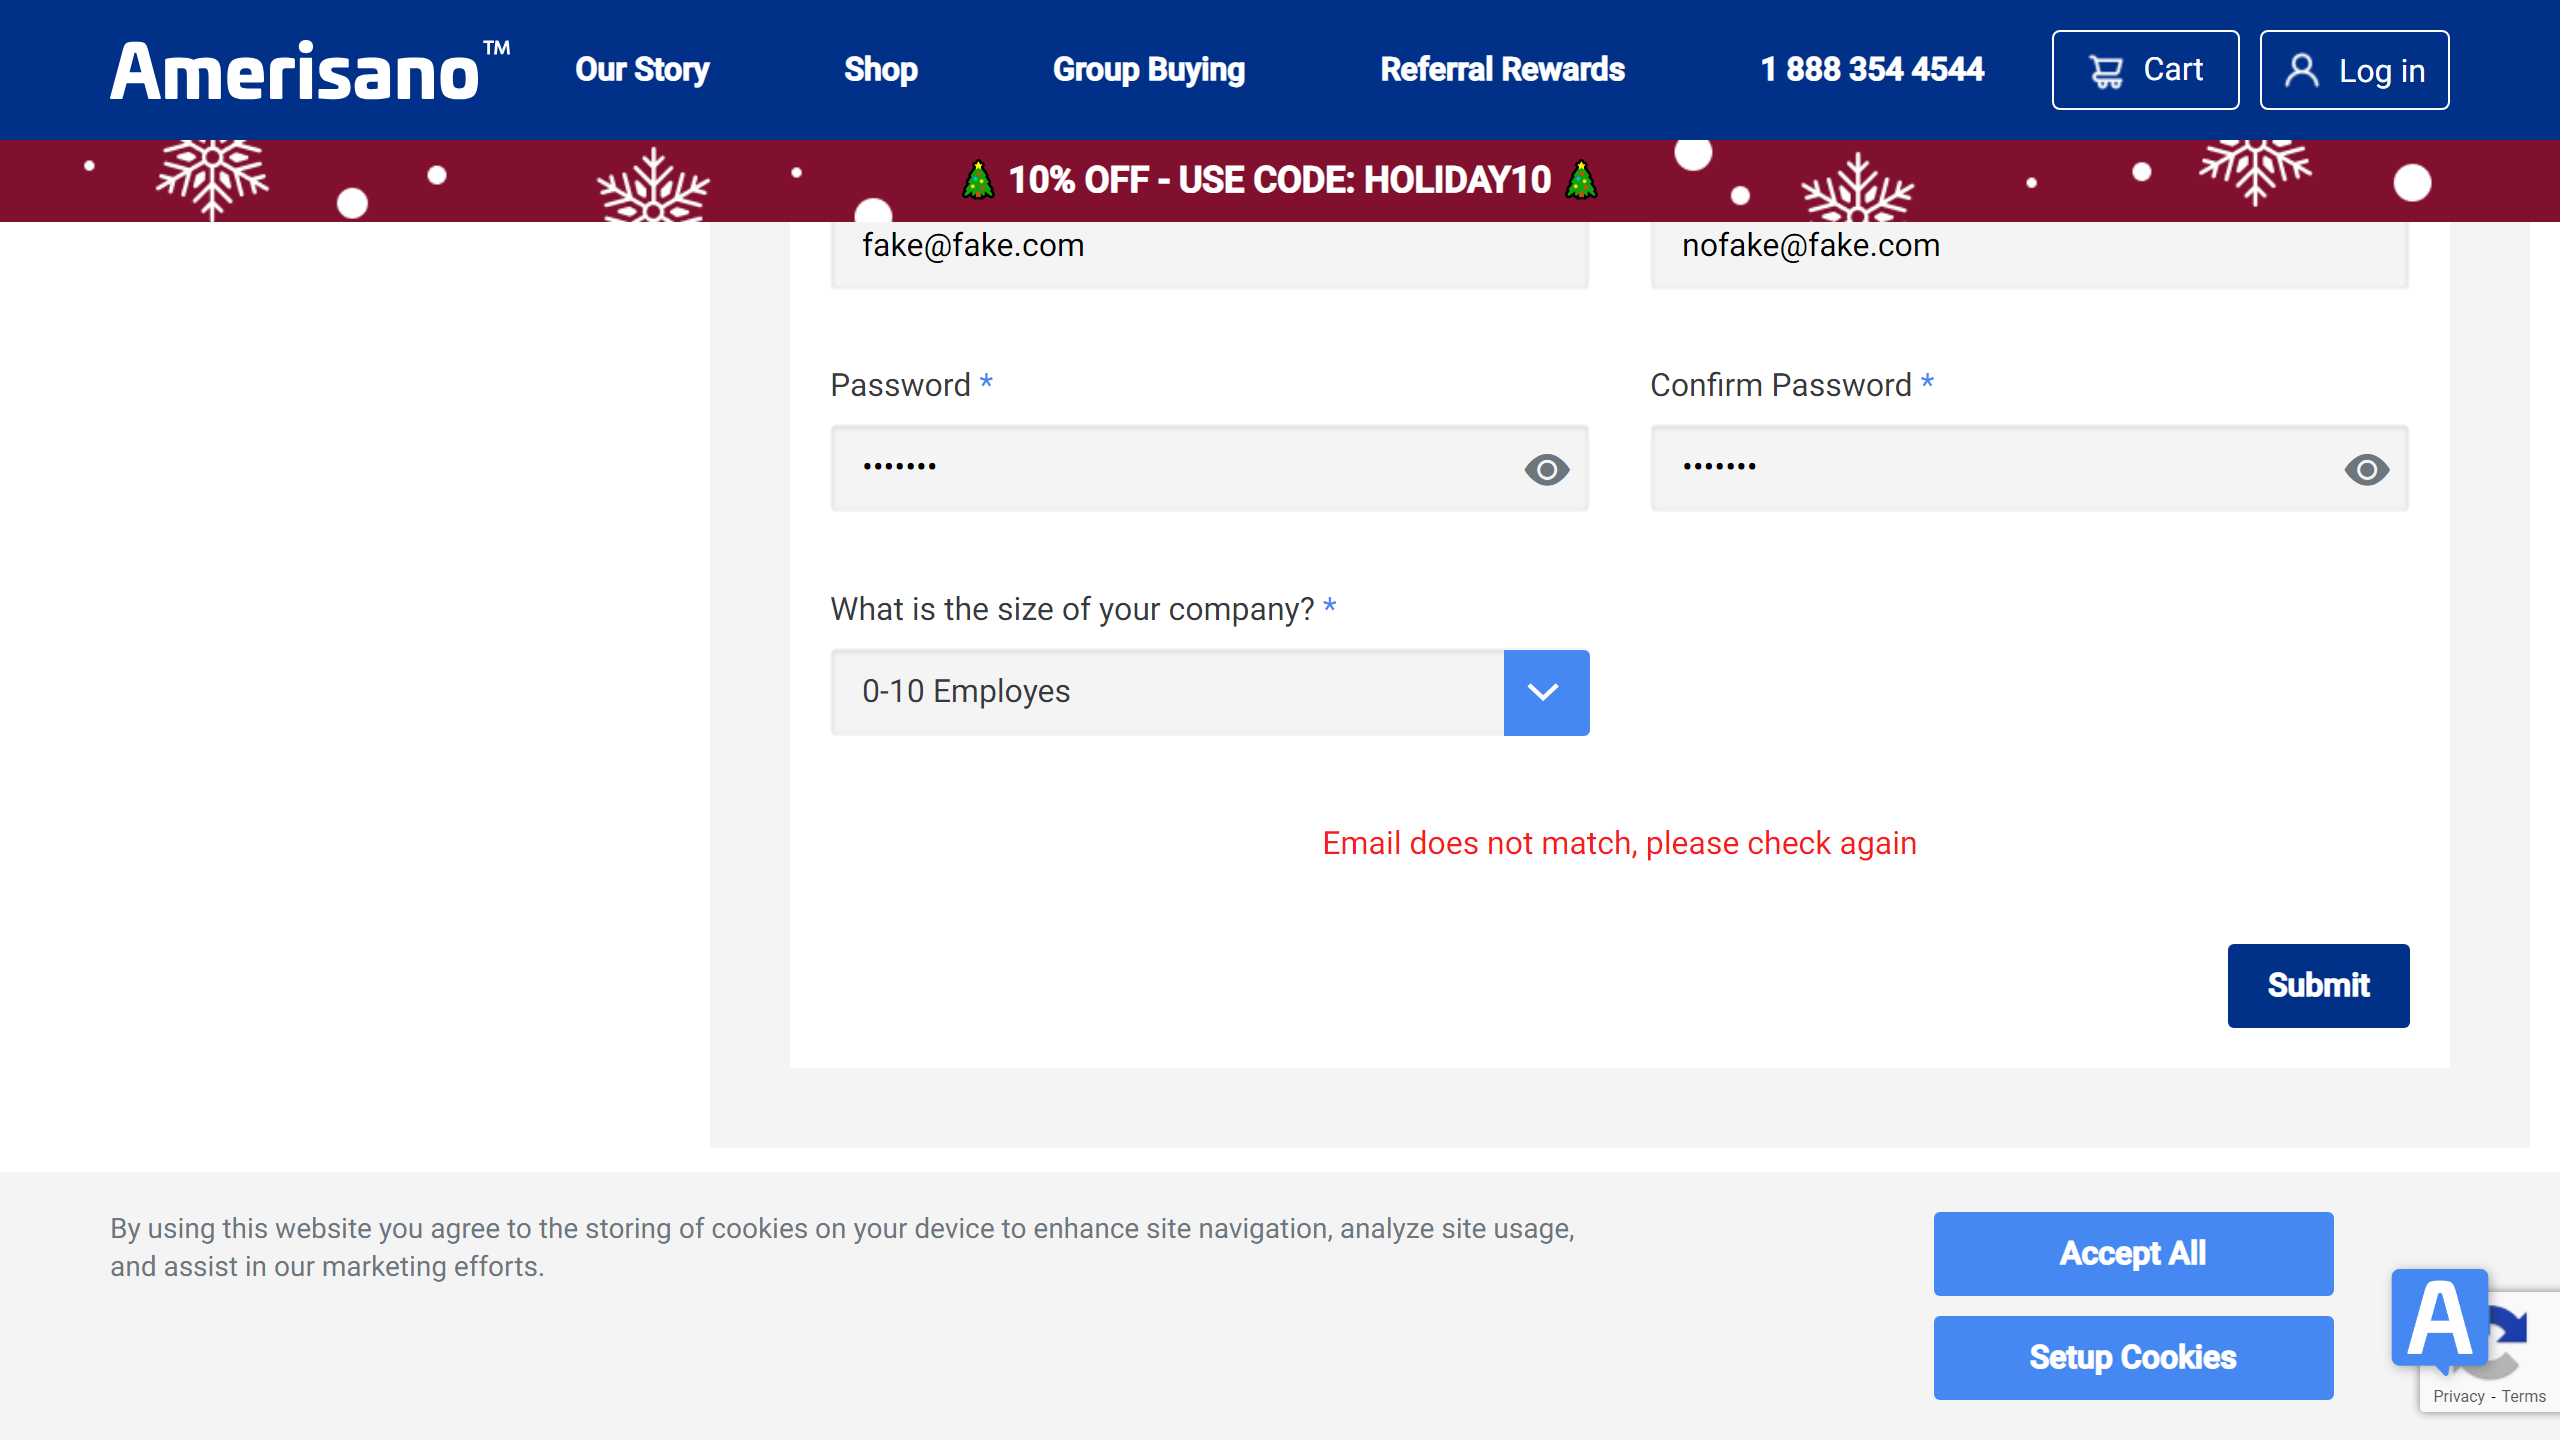 Amerisano™
Our Story
Shop
Group Buying
Referral Rewards
1 888 354 4544
Cart
Log in
10% OFF - USE CODE: HOLIDAY10
fake@fake.com
nofake@fake.com
Password *
Confirm Password *
•••••••
•••••••
What is the size of your company? *
0-10 Employes
Email does not match, please check again
Submit
By using this website you agree to the storing of cookies on your device to enhance site navigation, analyze site usage,
and assist in our marketing efforts.
Accept All
Setup Cookies
A
Privacy - Terms